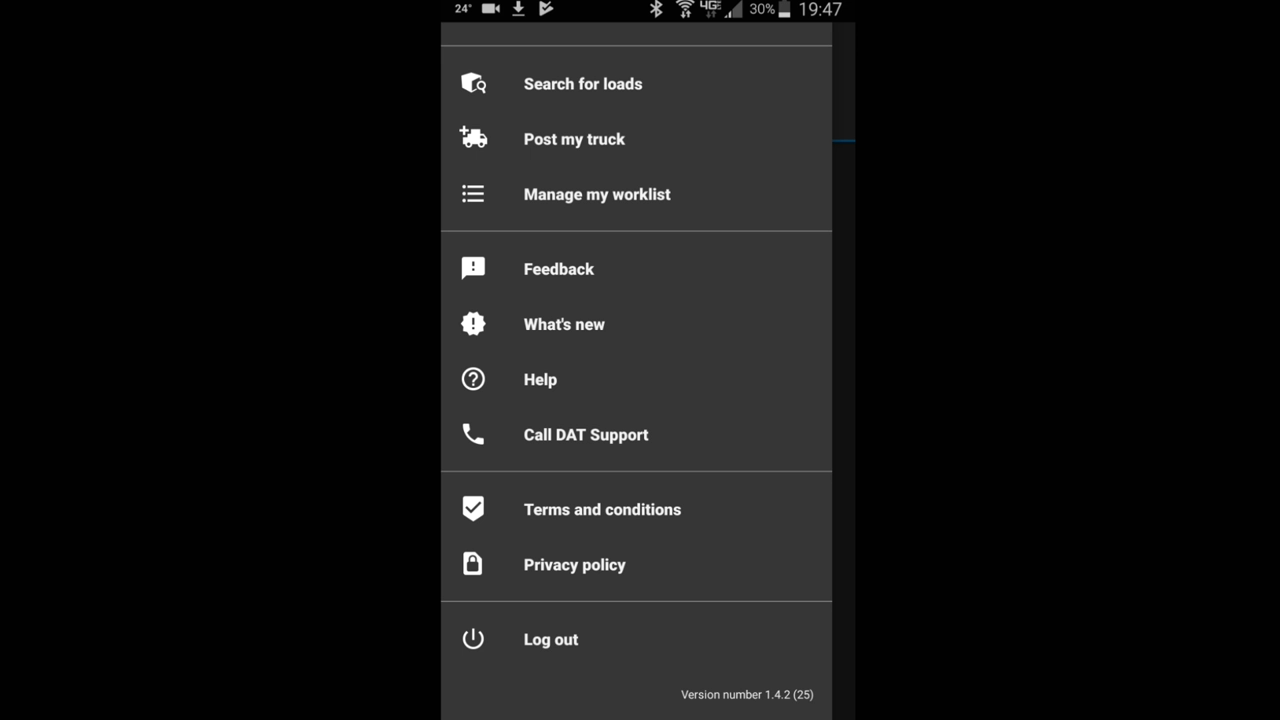 24° 4G 30% 19:47
Search for loads
Post my truck
Manage my worklist
Feedback
What's new
Help
Call DAT Support
Terms and conditions
Privacy policy
Log out
Version number 1.4.2 (25)